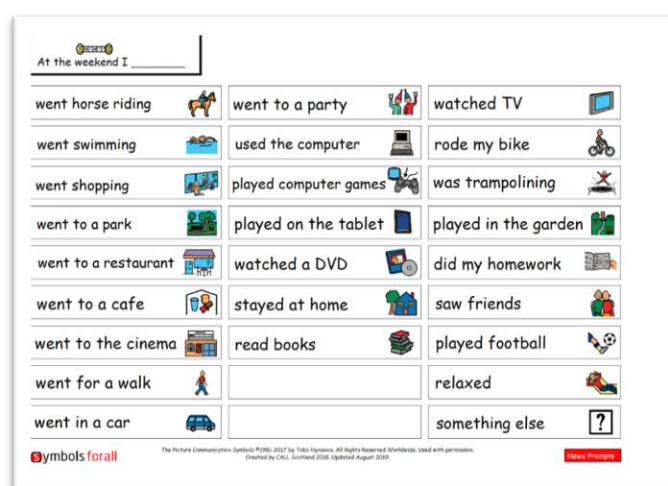 At the weekend I ________
went horse riding
went swimming
went shopping
went to a park
went to a restaurant
went to a cafe
went to the cinema
went for a walk
went in a car
went to a party
used the computer
played computer games
played on the tablet
watched a DVD
stayed at home
read books
watched TV
rode my bike
was trampolining
played in the garden
did my homework
saw friends
played football
relaxed
something else
?
Symbols forall
The Picture Communication Symbols ©1981-2017 by Tobii Dynavox. All Rights Reserved Worldwide. Used with permission.
Created by CALL Scotland 2018. Updated August 2019.
News Prompts